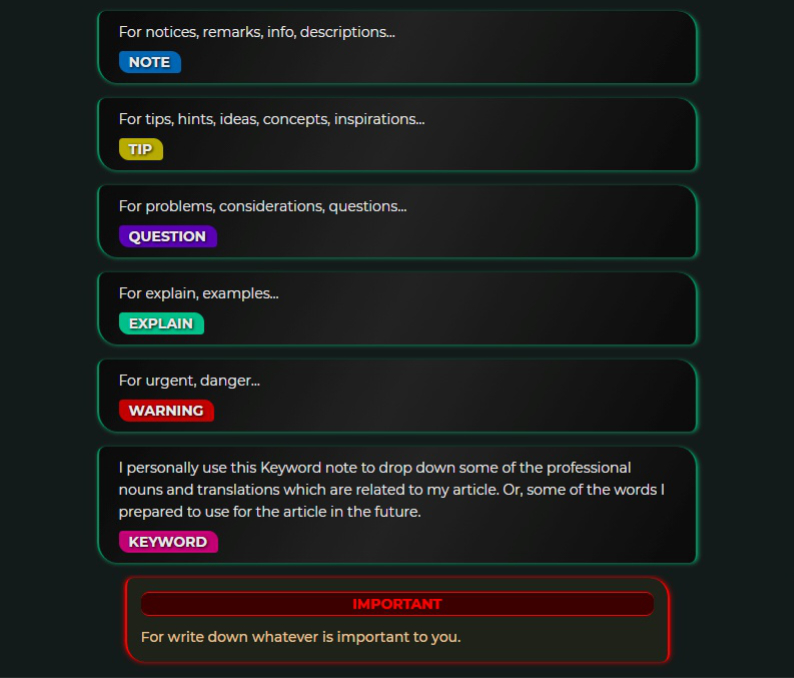 For notices, remarks, info, descriptions...
NOTE
For tips, hints, ideas, concepts, inspirations...
TIP
For problems, considerations, questions...
QUESTION
For explain, examples...
EXPLAIN
For urgent, danger...
WARNING
I personally use this Keyword note to drop down some of the professional
nouns and translations which are related to my article. Or, some of the words I
prepared to use for the article in the future.
KEYWORD
IMPORTANT
For write down whatever is important to you.